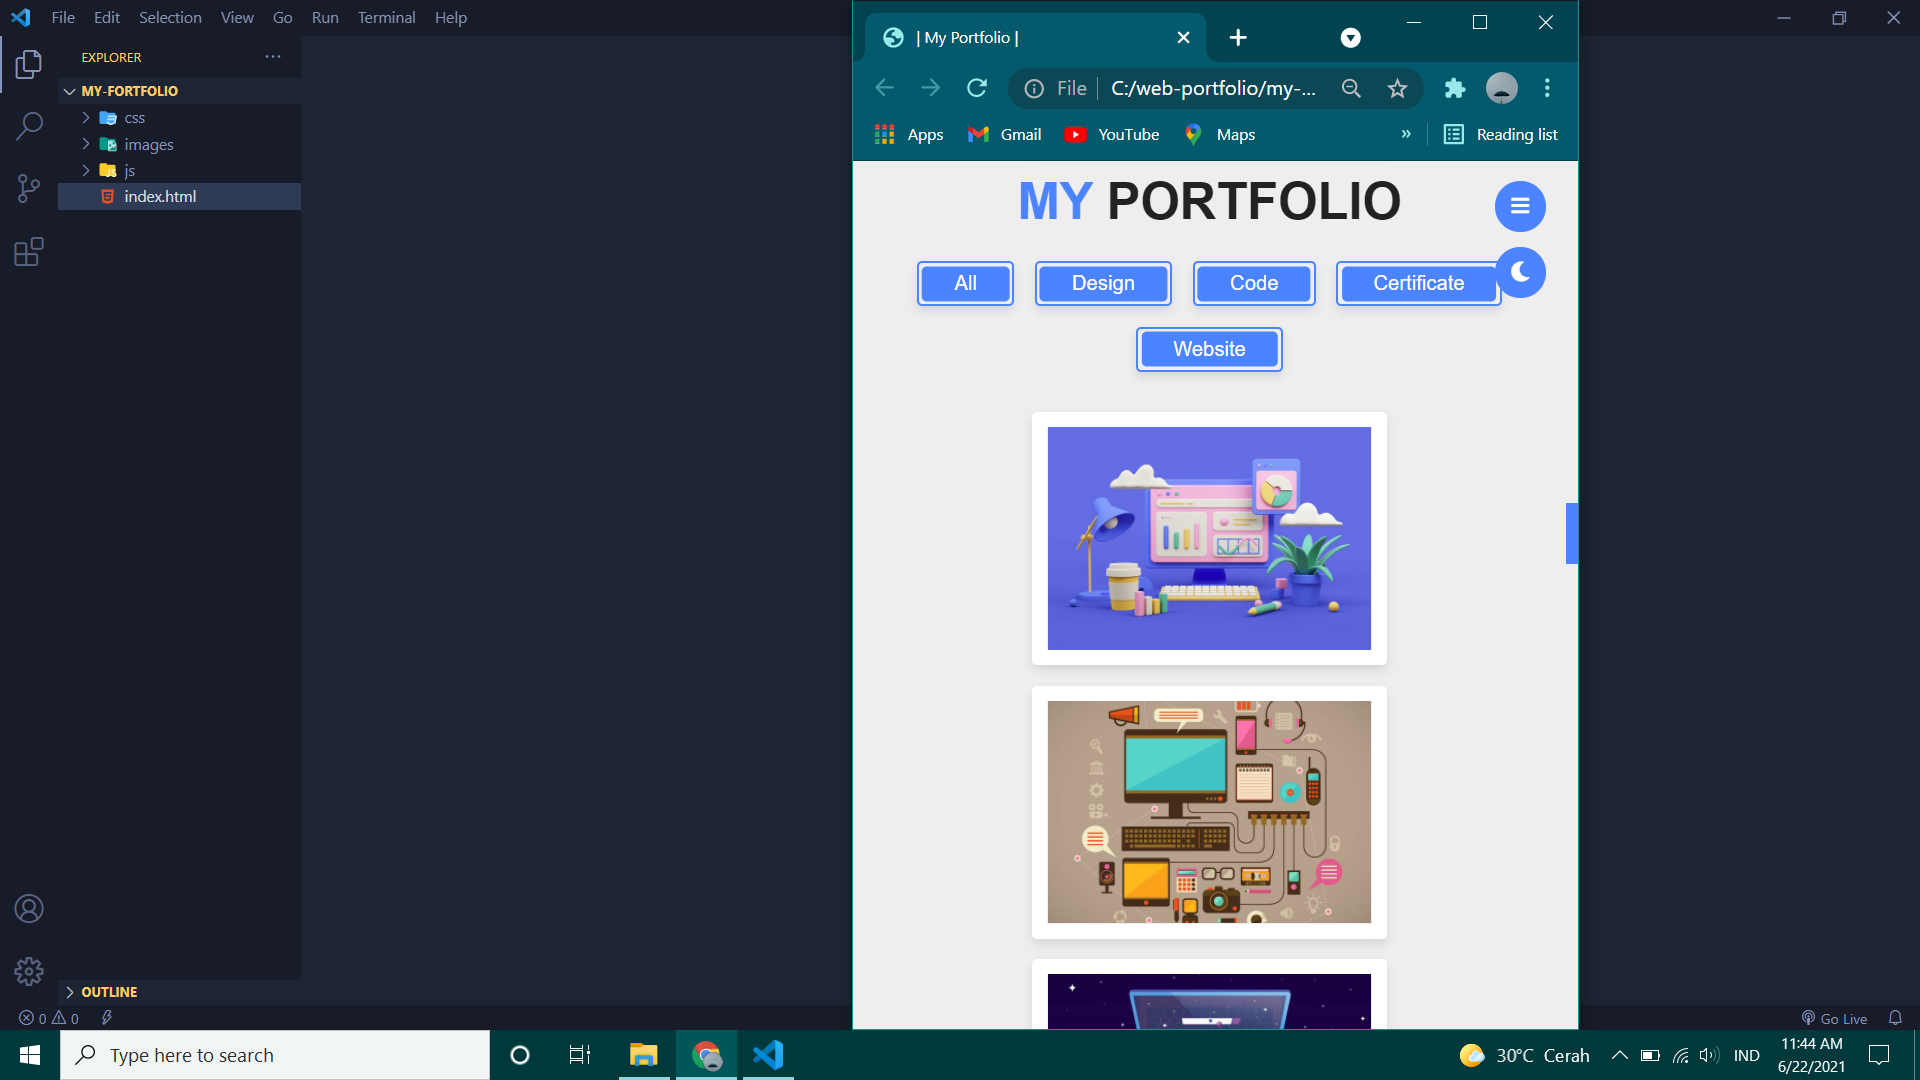 File Edit Selection View Go Run Terminal Help
EXPLORER
MY-FORTFOLIO
css
images
js
index.html
OUTLINE
0 0
| My Portfolio |
File C:/web-portfolio/my-...
Apps Gmail YouTube Maps » Reading list
MY PORTFOLIO
All Design Code Certificate
Website
Go Live
Type here to search
30°C Cerah
IND
11:44 AM
6/22/2021